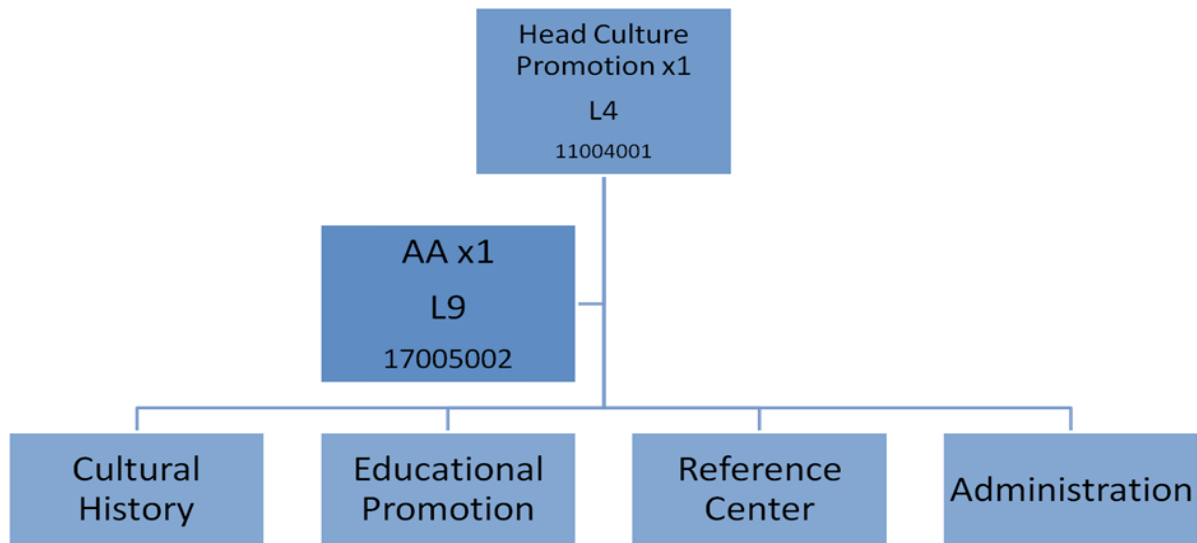 Head Culture
Promotion x1
L4
11004001
AA x1
L9
17005002
Cultural
History
Educational
Promotion
Reference
Center
Administration